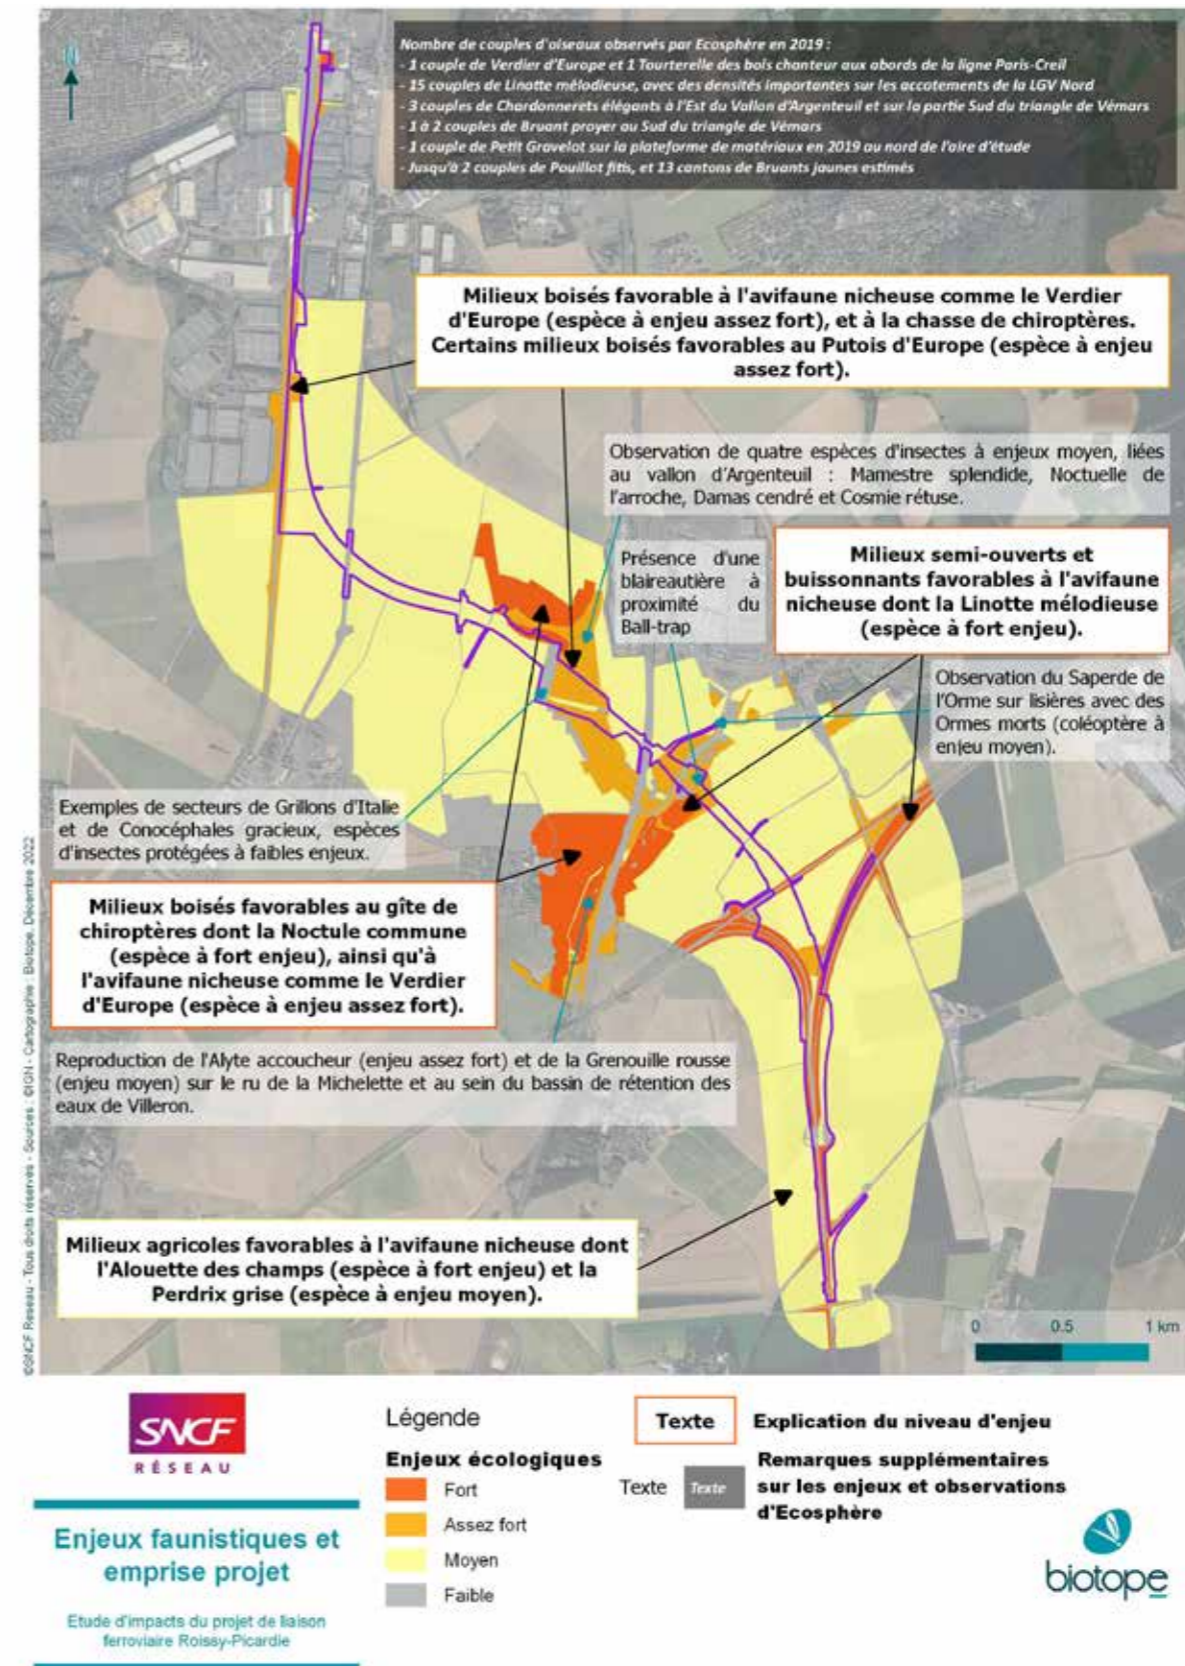 Nombre de couples d'oiseaux observés par Ecosphère en 2019 :
- 1 couple de Verdier d'Europe et 1 Tourterelle des bois chanteur aux abords de la ligne Paris-Creil
- 15 couples de Linotte mélodieuse, avec des densités importantes sur les accotements de la LGV Nord
- 3 couples de Chardonnerets élégants à l'Est du Vallon d'Argenteuil et sur la partie Sud du triangle de Vémars
- 1 à 2 couples de Bruant proyer au Sud du triangle de Vémars
- 1 couple de Petit Gravelot sur la plateforme de matériaux en 2019 au nord de l'aire d'étude
- Jusqu'à 2 couples de Pouillot fitis, et 13 cantons de Bruants jaunes estimés
Milieux boisés favorable à l'avifaune nicheuse comme le Verdier
d'Europe (espèce à enjeu assez fort), et à la chasse de chiroptères.
Certains milieux boisés favorables au Putois d'Europe (espèce à enjeu
assez fort).
Observation de quatre espèces d'insectes à enjeux moyen, liées
au vallon d'Argenteuil : Mamestre splendide, Noctuelle de
l'arroche, Damas cendré et Cosmie rétuse.
Présence d'une
blaireautière à
proximité du
Ball-trap
Milieux semi-ouverts et
buissonnants favorables à l'avifaune
nicheuse dont la Linotte mélodieuse
(espèce à fort enjeu).
Observation du Saperde de
l'Orme sur lisières avec des
Ormes morts (coléoptère à
enjeu moyen).
Exemples de secteurs de Grillons d'Italie
et de Conocéphales gracieux, espèces
d'insectes protégées à faibles enjeux.
Milieux boisés favorables au gîte de
chiroptères dont la Noctule commune
(espèce à fort enjeu), ainsi qu'à
l'avifaune nicheuse comme le Verdier
d'Europe (espèce à enjeu assez fort).
Reproduction de l'Alyte accoucheur (enjeu assez fort) et de la Grenouille rousse
(enjeu moyen) sur le ru de la Michelette et au sein du bassin de rétention des
eaux de Villeron.
Milieux agricoles favorables à l'avifaune nicheuse dont
l'Alouette des champs (espèce à fort enjeu) et la
Perdrix grise (espèce à enjeu moyen).
0 0.5 1 km
©SNCF Reseau - Tous droits réservés - Sources : ©IGN - Cartographie : Biotope, Décembre 2022
SNCF
RÉSEAU
Enjeux faunistiques et
emprise projet
Etude d'impacts du projet de liaison
ferroviaire Roissy-Picardie
Légende
Enjeux écologiques
Fort
Assez fort
Moyen
Faible
Texte Explication du niveau d'enjeu
Texte Texte Remarques supplémentaires
sur les enjeux et observations
d'Ecosphère
biotope